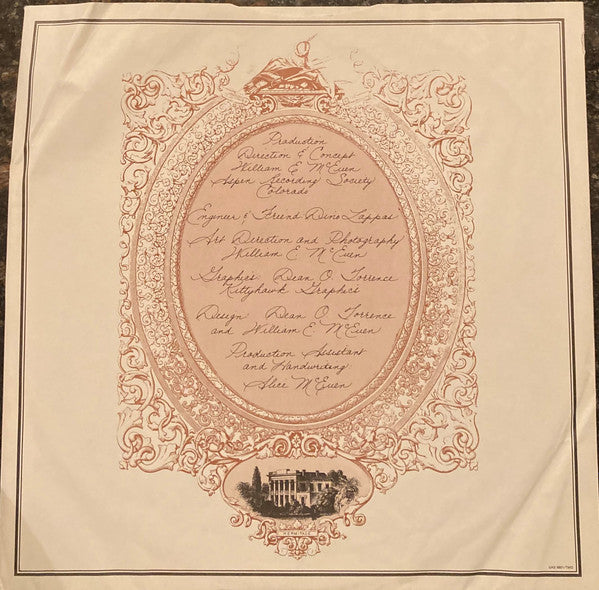 Production
Direction & Concept
William E. McEuen
Aspen Recording Society
Colorado
Engineer & Friend Dino Lappas
Art Direction and Photography
William E. McEuen
Graphics Dean O. Torrence
Kittyhawk Graphics
Design Dean O. Torrence
and William E. McEuen
Production Assistant
and Handwriting
Alice McEuen
HERMITAGE